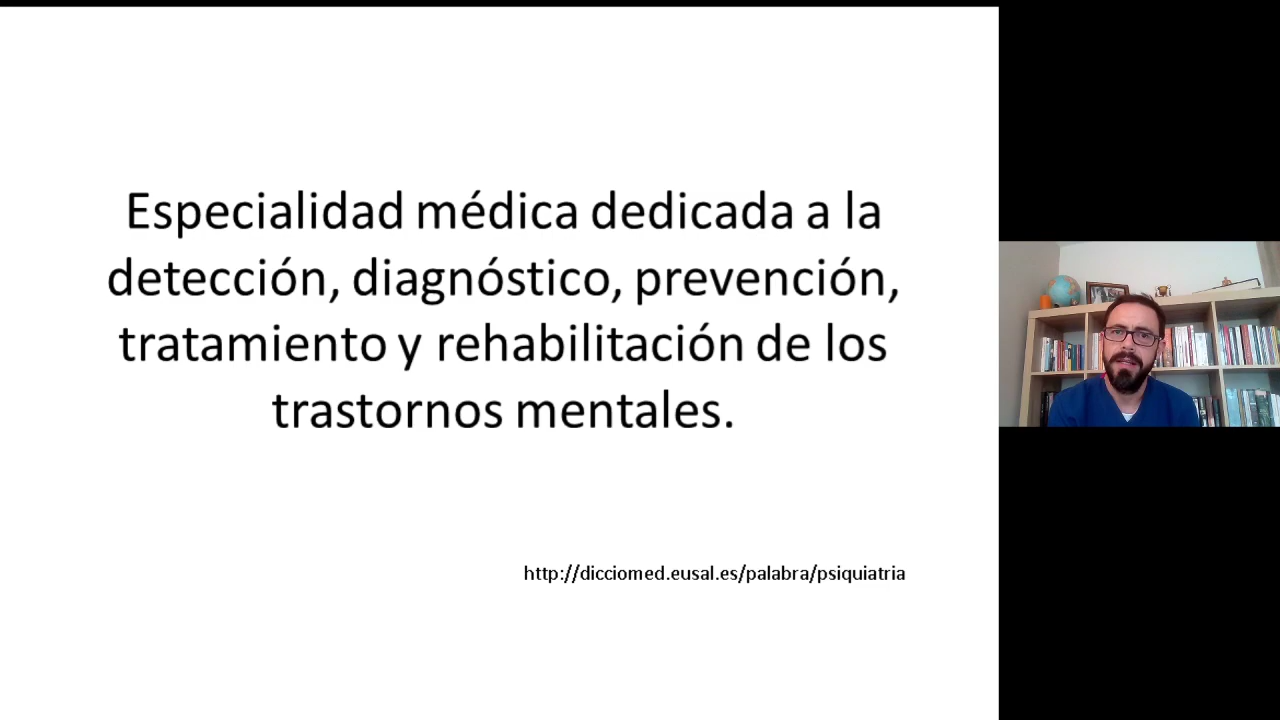 Especialidad médica dedicada a la
detección, diagnóstico, prevención,
tratamiento y rehabilitación de los
trastornos mentales.
http://dicciomed.eusal.es/palabra/psiquiatria